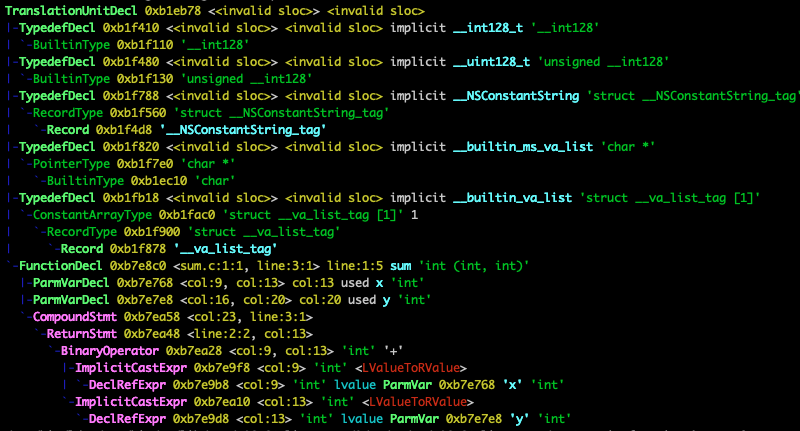 TranslationUnitDecl 0xb1eb78 <<invalid sloc>> <invalid sloc>
|-TypedefDecl 0xb1f410 <<invalid sloc>> <invalid sloc> implicit __int128_t '__int128'
| `-BuiltinType 0xb1f110 '__int128'
|-TypedefDecl 0xb1f480 <<invalid sloc>> <invalid sloc> implicit __uint128_t 'unsigned __int128'
| `-BuiltinType 0xb1f130 'unsigned __int128'
|-TypedefDecl 0xb1f788 <<invalid sloc>> <invalid sloc> implicit __NSConstantString 'struct __NSConstantString_tag'
| `-RecordType 0xb1f560 'struct __NSConstantString_tag'
|   `-Record 0xb1f4d8 '__NSConstantString_tag'
|-TypedefDecl 0xb1f820 <<invalid sloc>> <invalid sloc> implicit __builtin_ms_va_list 'char *'
| `-PointerType 0xb1f7e0 'char *'
|   `-BuiltinType 0xb1ec10 'char'
|-TypedefDecl 0xb1fb18 <<invalid sloc>> <invalid sloc> implicit __builtin_va_list 'struct __va_list_tag [1]'
| `-ConstantArrayType 0xb1fac0 'struct __va_list_tag [1]' 1
|   `-RecordType 0xb1f900 'struct __va_list_tag'
|     `-Record 0xb1f878 '__va_list_tag'
`-FunctionDecl 0xb7e8c0 <sum.c:1:1, line:3:1> line:1:5 sum 'int (int, int)'
  |-ParmVarDecl 0xb7e768 <col:9, col:13> col:13 used x 'int'
  |-ParmVarDecl 0xb7e7e8 <col:16, col:20> col:20 used y 'int'
  `-CompoundStmt 0xb7ea58 <col:23, line:3:1>
    `-ReturnStmt 0xb7ea48 <line:2:2, col:13>
      `-BinaryOperator 0xb7ea28 <col:9, col:13> 'int' '+'
        |-ImplicitCastExpr 0xb7e9f8 <col:9> 'int' <LValueToRValue>
        | `-DeclRefExpr 0xb7e9b8 <col:9> 'int' lvalue ParmVar 0xb7e768 'x' 'int'
        `-ImplicitCastExpr 0xb7ea10 <col:13> 'int' <LValueToRValue>
          `-DeclRefExpr 0xb7e9d8 <col:13> 'int' lvalue ParmVar 0xb7e7e8 'y' 'int'